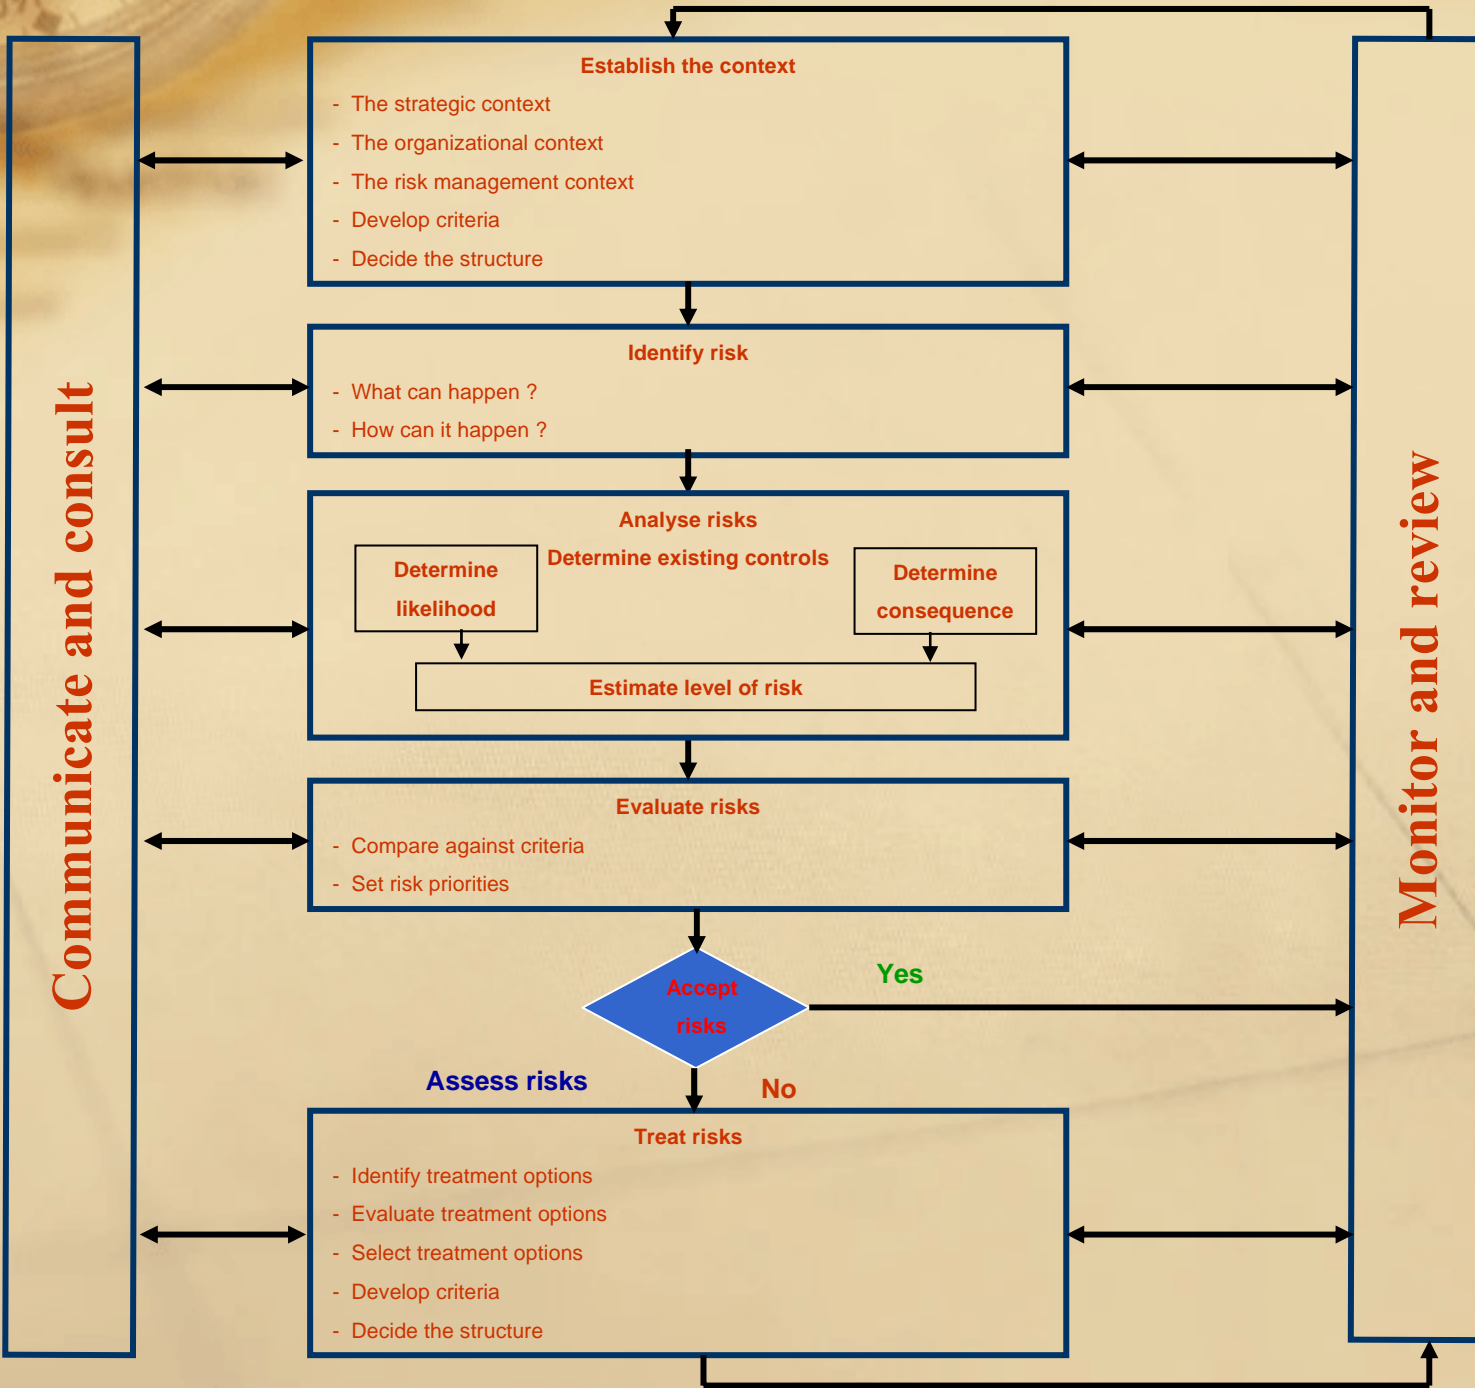 Communicate and consult
Establish the context
- The strategic context
- The organizational context
- The risk management context
- Develop criteria
- Decide the structure
Identify risk
- What can happen ?
- How can it happen ?
Analyse risks
Determine existing controls
Determine
likelihood
Determine
consequence
Estimate level of risk
Evaluate risks
- Compare against criteria
- Set risk priorities
Accept
risks
Yes
Assess risks
No
Treat risks
- Identify treatment options
- Evaluate treatment options
- Select treatment options
- Develop criteria
- Decide the structure
Monitor and review